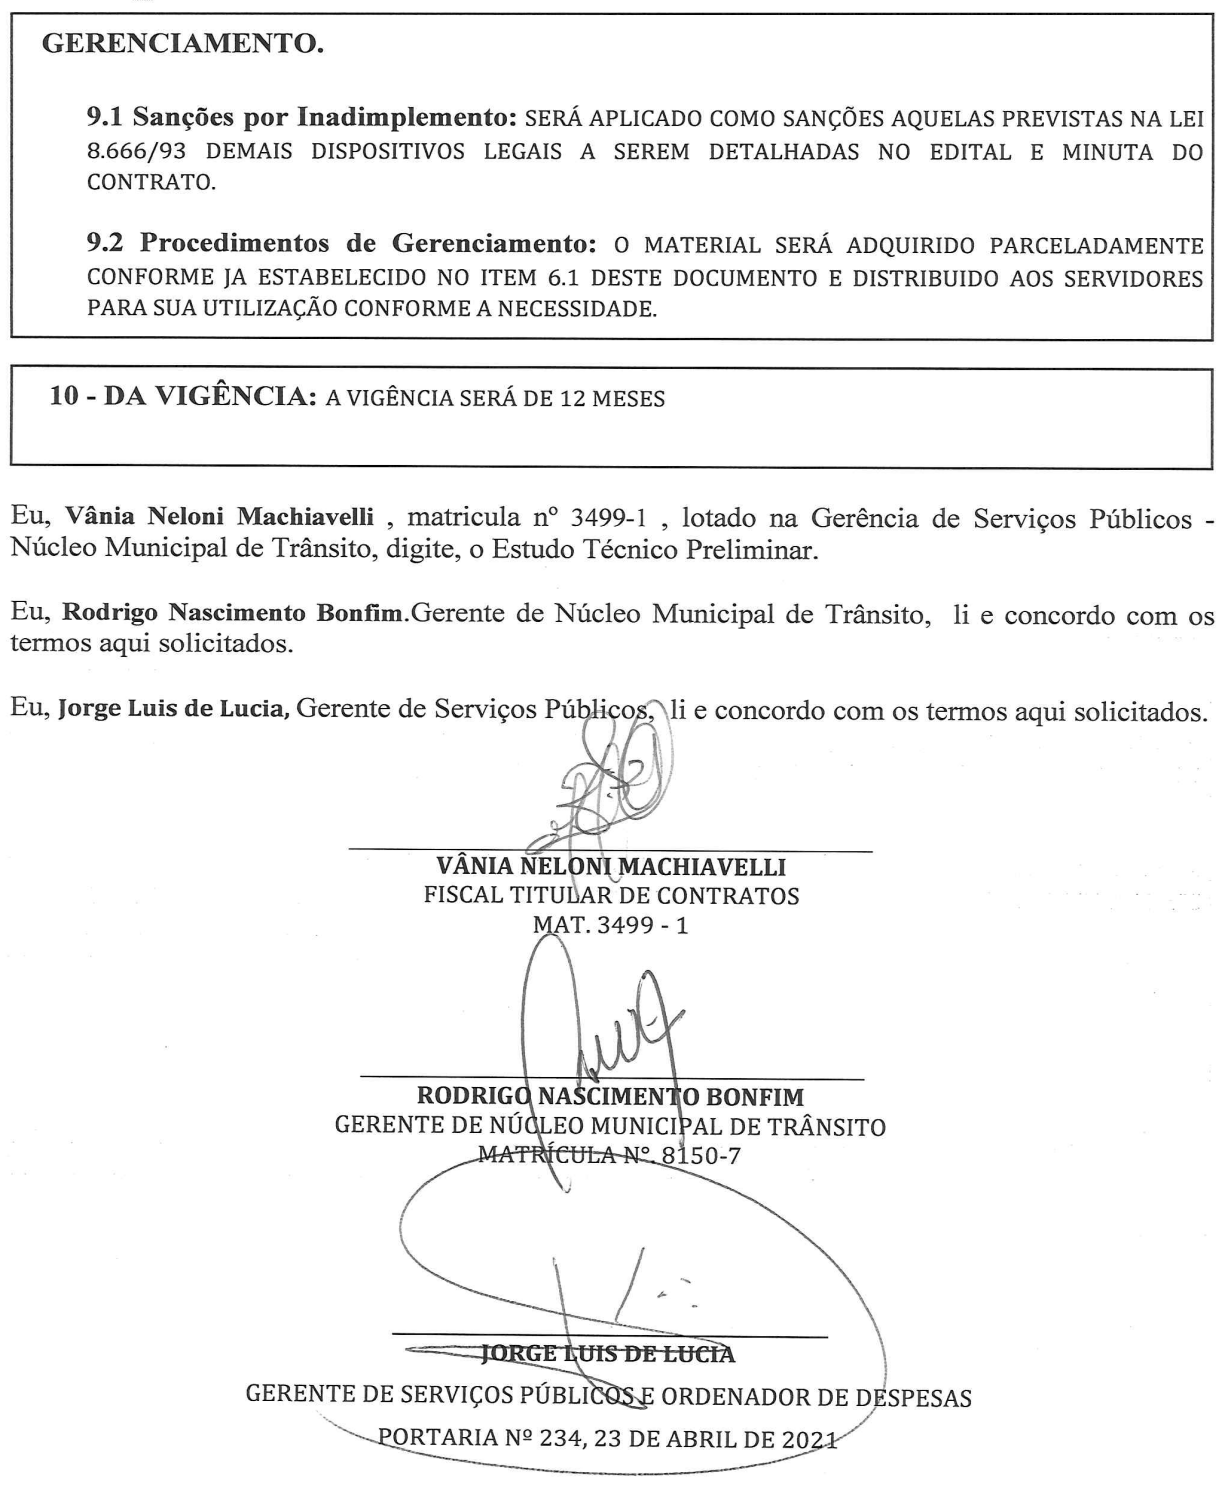 GERENCIAMENTO.
9.1 Sanções por Inadimplemento: SERÁ APLICADO COMO SANÇÕES AQUELAS PREVISTAS NA LEI
8.666/93 DEMAIS DISPOSITIVOS LEGAIS A SEREM DETALHADAS NO EDITAL E MINUTA DO
CONTRATO.
9.2 Procedimentos de Gerenciamento: O MATERIAL SERÁ ADQUIRIDO PARCELADAMENTE
CONFORME JA ESTABELECIDO NO ITEM 6.1 DESTE DOCUMENTO E DISTRIBUIDO AOS SERVIDORES
PARA SUA UTILIZAÇÃO CONFORME A NECESSIDADE.
10 - DA VIGÊNCIA: A VIGÊNCIA SERÁ DE 12 MESES
Eu, Vânia Neloni Machiavelli , matricula nº 3499-1 , lotado na Gerência de Serviços Públicos -
Núcleo Municipal de Trânsito, digite, o Estudo Técnico Preliminar.
Eu, Rodrigo Nascimento Bonfim.Gerente de Núcleo Municipal de Trânsito, li e concordo com os
termos aqui solicitados.
Eu, Jorge Luis de Lucia, Gerente de Serviços Públicos, li e concordo com os termos aqui solicitados.
VÂNIA NELONI MACHIAVELLI
FISCAL TITULAR DE CONTRATOS
MAT. 3499 - 1
RODRIGO NASCIMENTO BONFIM
GERENTE DE NÚCLEO MUNICIPAL DE TRÂNSITO
MATRÍCULA Nº. 8150-7
JORGE LUIS DE LUCIA
GERENTE DE SERVIÇOS PÚBLICOS E ORDENADOR DE DESPESAS
PORTARIA Nº 234, 23 DE ABRIL DE 2021